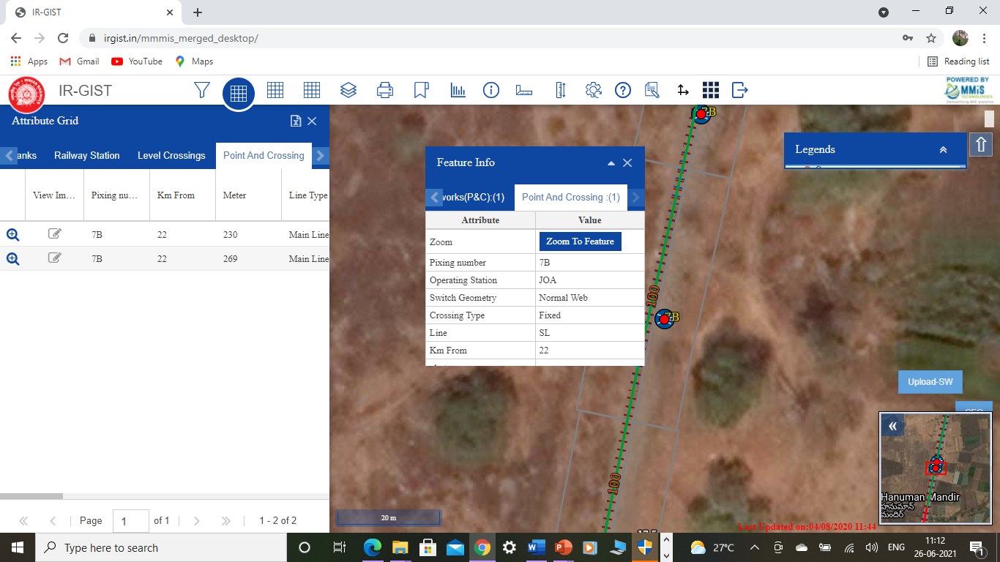 IR-GIST
irgist.in/mmmis_merged_desktop/
Apps
Gmail
YouTube
Maps
Reading list
IR-GIST
POWERED BY
MMiS
TECHNOLOGIES
Attribute Grid
anks
Railway Station
Level Crossings
Point And Crossing
View Im...
Pixing nu...
Km From
Meter
Line Type
7B
22
230
Main Line
7B
22
269
Main Line
Page
1
of 1
1 - 2 of 2
Feature Info
works(P&C):(1)
Point And Crossing :(1)
Attribute
Value
Zoom
Zoom To Feature
Pixing number
7B
Operating Station
JOA
Switch Geometry
Normal Web
Crossing Type
Fixed
Line
SL
Km From
22
7B
Legends
100
7B
100
Upload-SW
20 m
Hanuman Mandir
హనుమాన్
మందిర్
Last Updated on:04/08/2020 11:44
Type here to search
27°C
ENG
11:12
26-06-2021
1